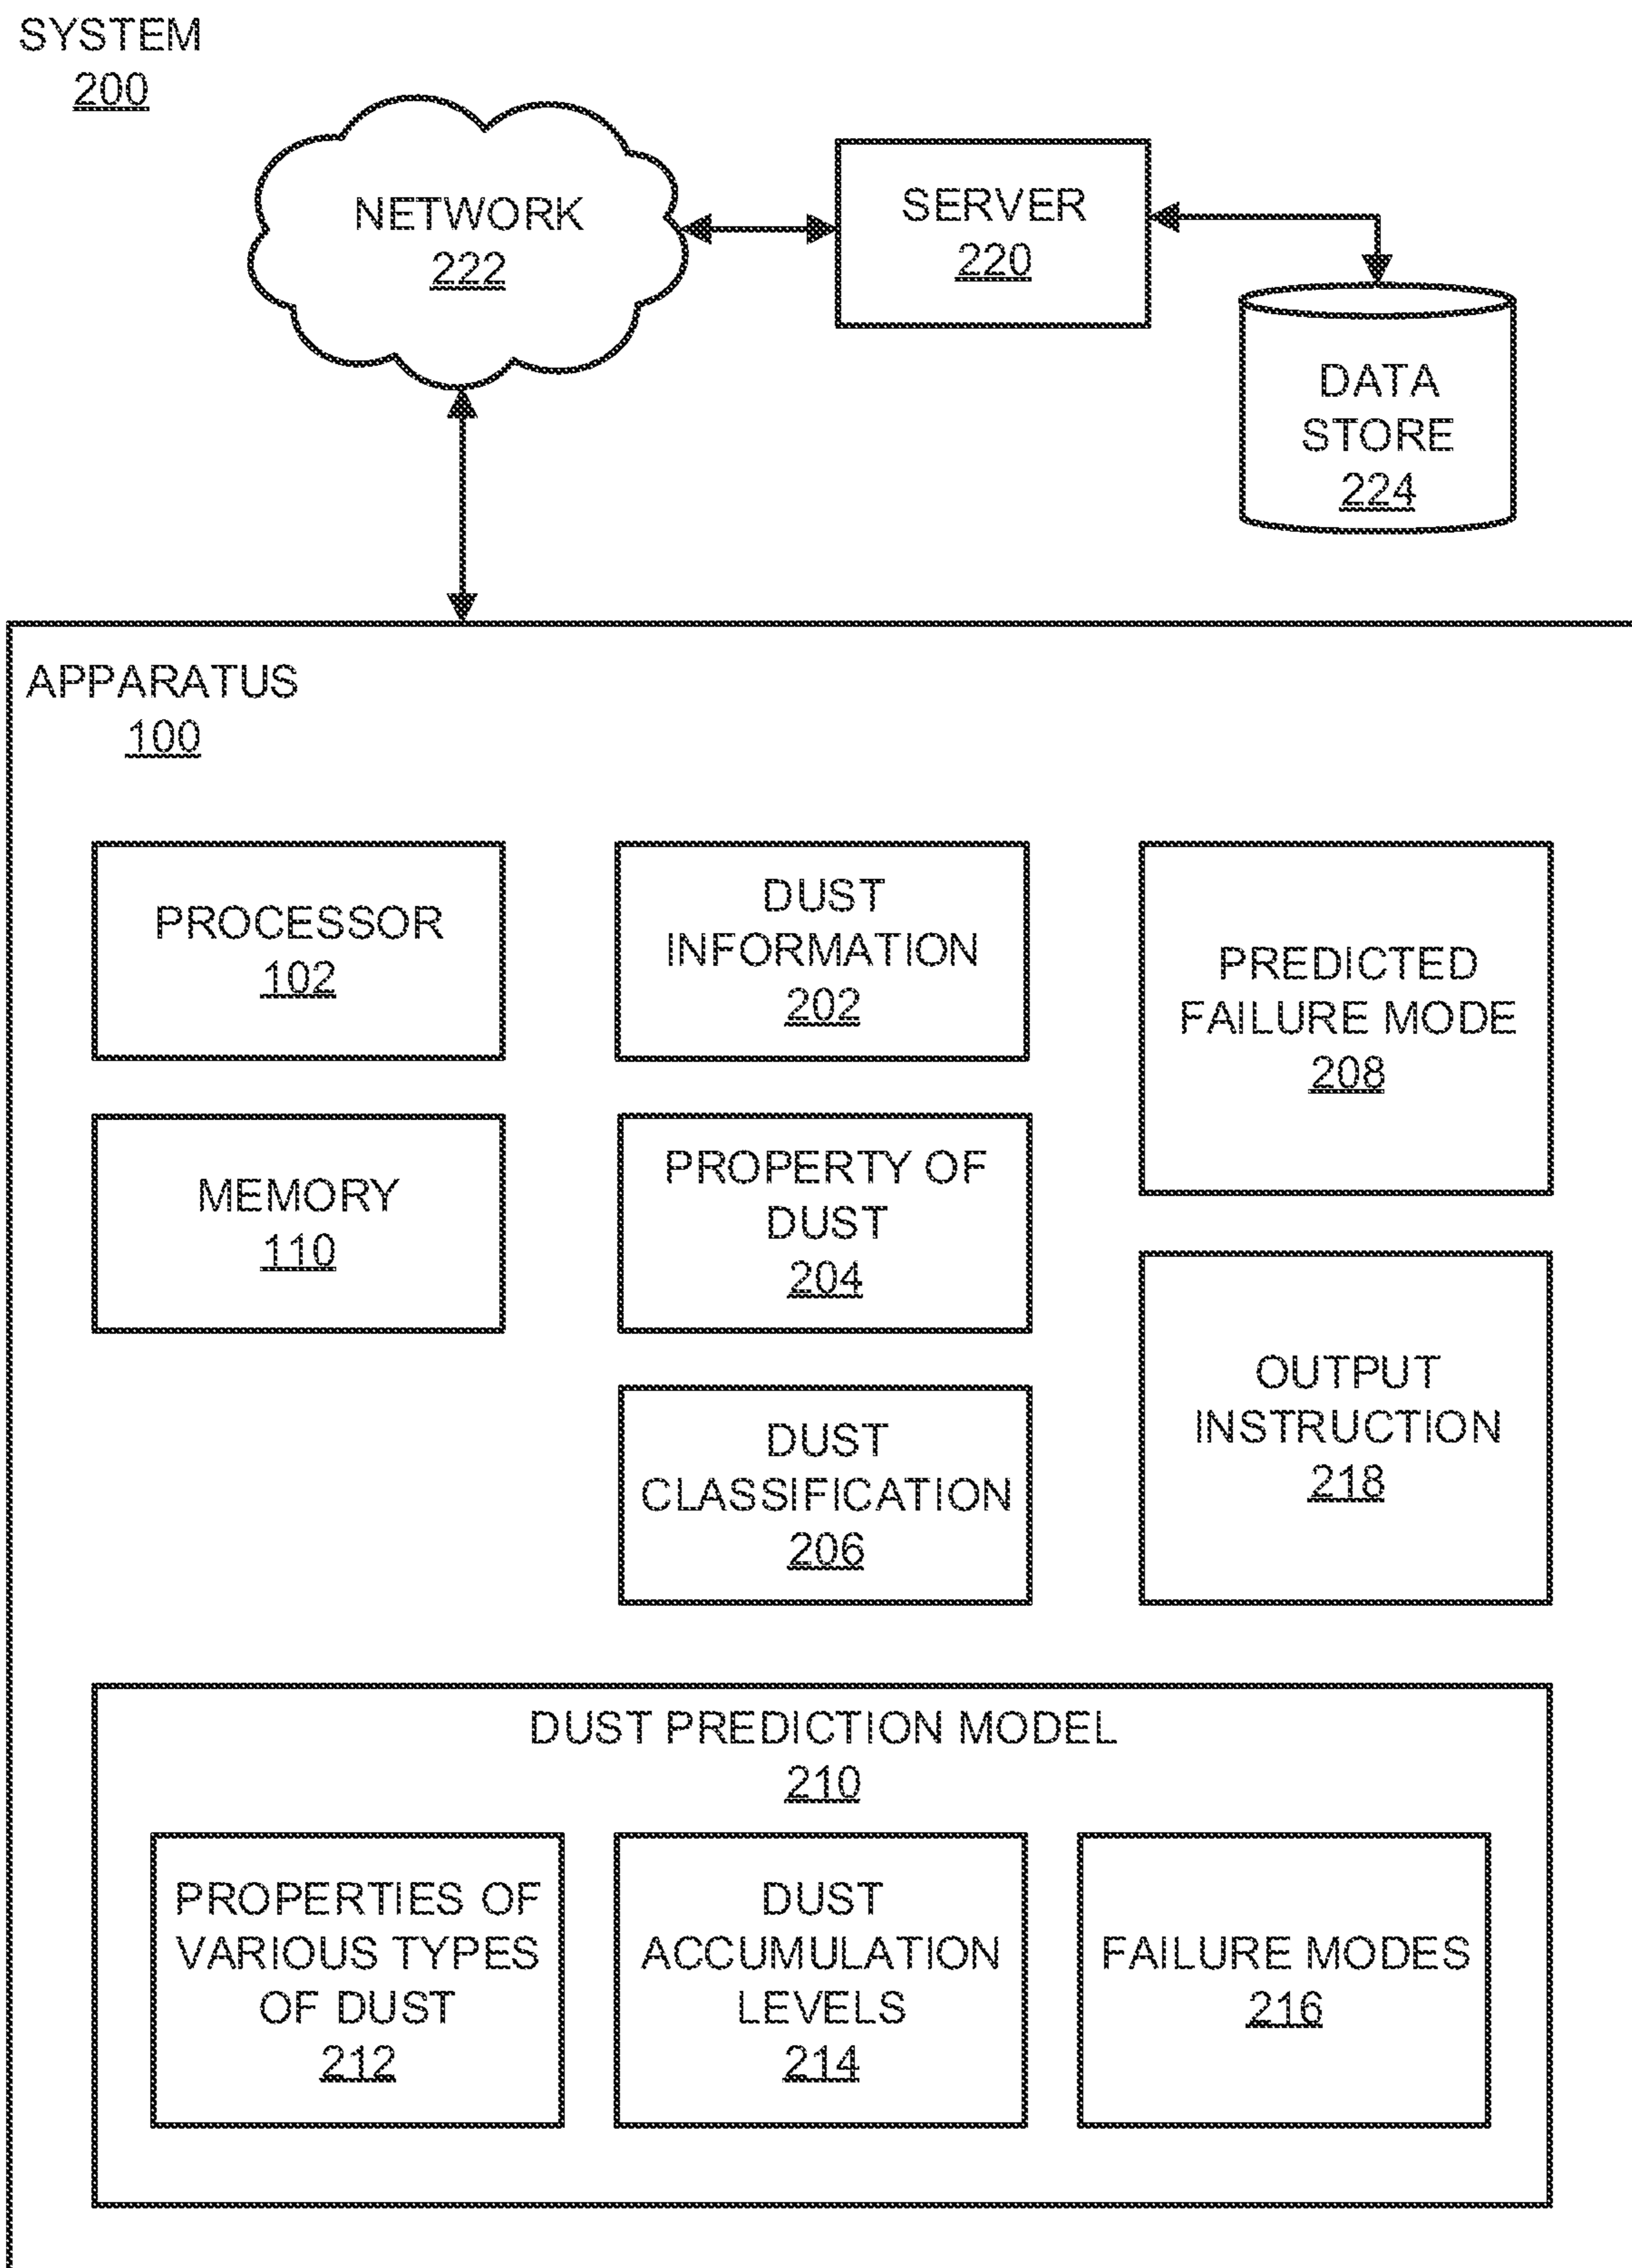 SYSTEM
200
NETWORK
222
SERVER
220
DATA
STORE
224
APPARATUS
100
PROCESSOR
102
DUST
INFORMATION
202
PREDICTED
FAILURE MODE
208
MEMORY
110
PROPERTY OF
DUST
204
OUTPUT
INSTRUCTION
218
DUST
CLASSIFICATION
206
DUST PREDICTION MODEL
210
PROPERTIES OF
VARIOUS TYPES
OF DUST
212
DUST
ACCUMULATION
LEVELS
214
FAILURE MODES
216